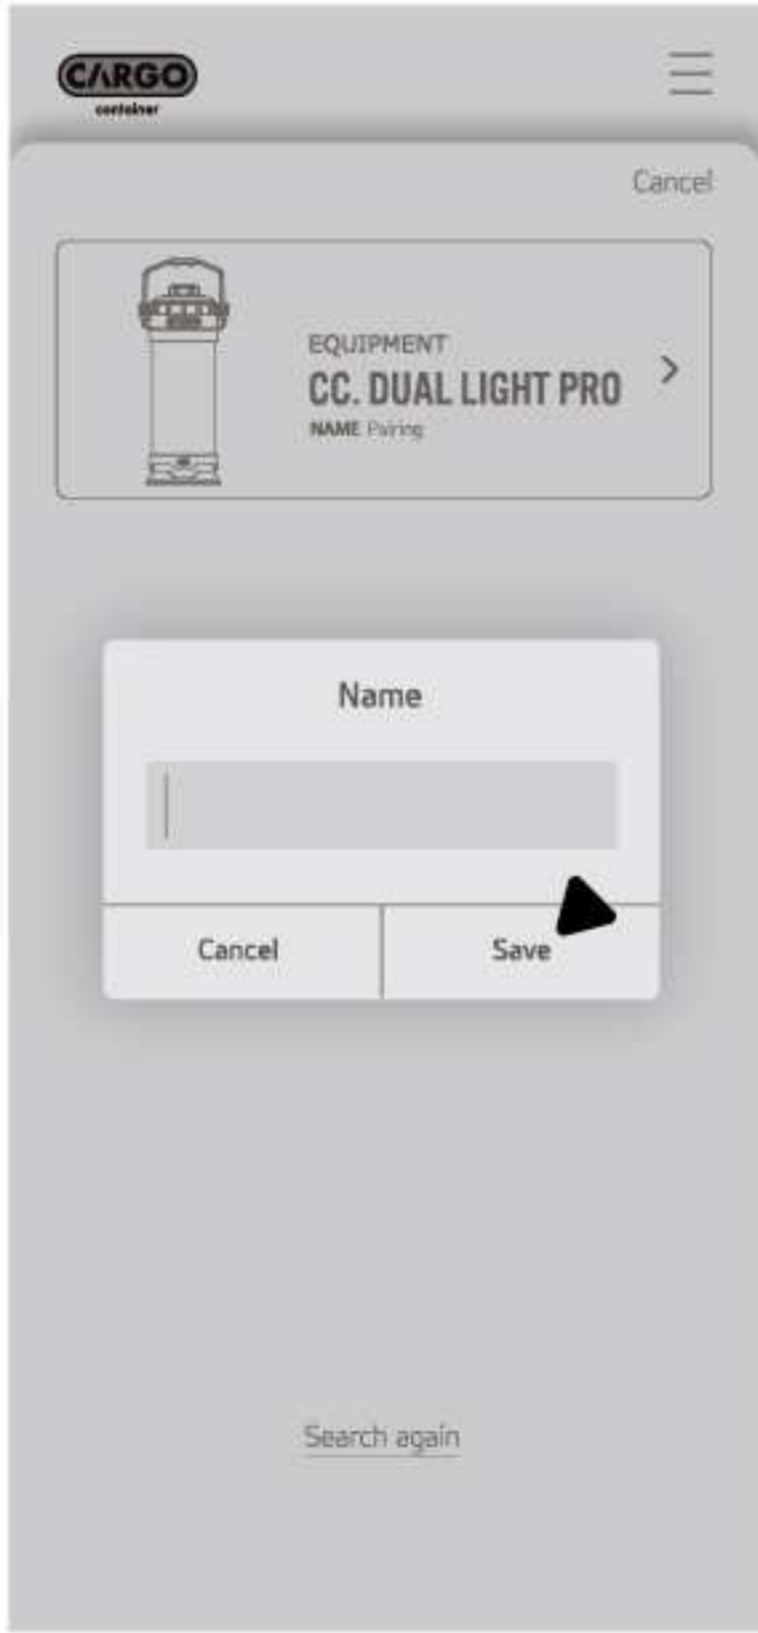 CARGO
container
Cancel
EQUIPMENT
CC. DUAL LIGHT PRO
NAME Pairing
Name
Cancel
Save
Search again